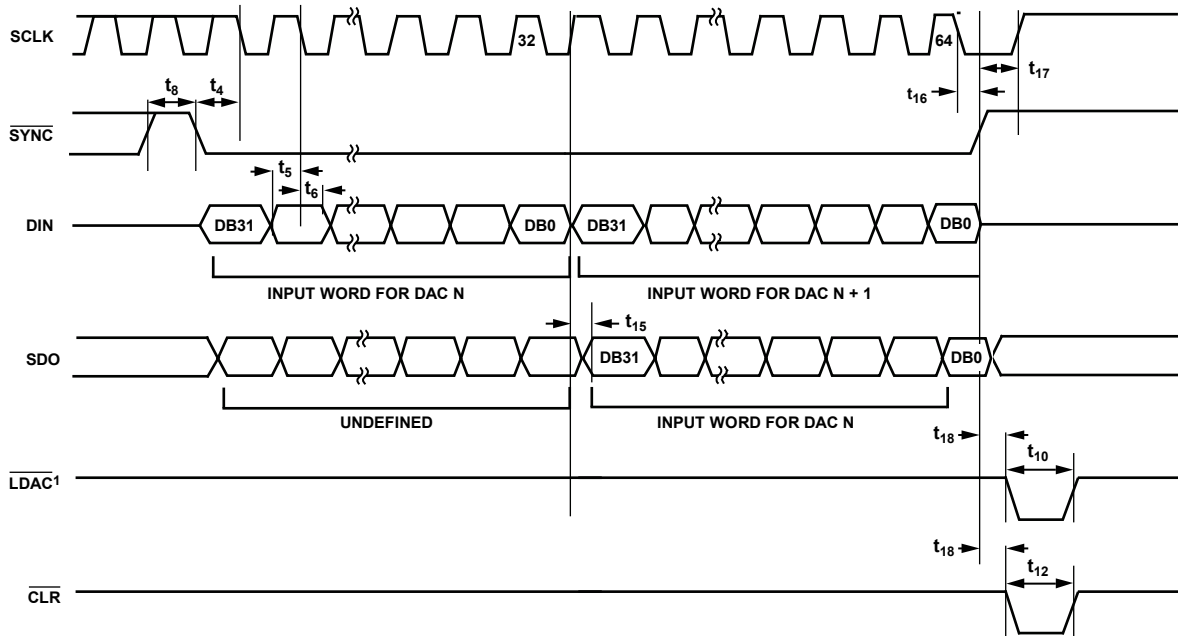 SCLK
32
64
t17
t16
t8
t4
SYNC
t5
t6
DIN
DB31
DB0
DB31
DB0
INPUT WORD FOR DAC N
INPUT WORD FOR DAC N + 1
t15
SDO
DB31
DB0
UNDEFINED
INPUT WORD FOR DAC N
t18
t10
LDAC1
t18
t12
CLR